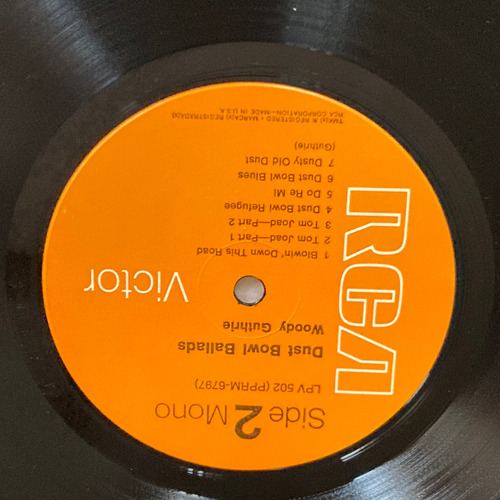 RCA
Victor
Side 2 Mono
LPV 502 (PPRM-6797)
Dust Bowl Ballads
Woody Guthrie
1 Blowin' Down This Road
2 Tom Joad—Part 1
3 Tom Joad—Part 2
4 Dust Bowl Refugee
5 Do Re Mi
6 Dust Bowl Blues
7 Dusty Old Dust
(Guthrie)
TMK(s) ® REGISTERED • MARCA(s) REGISTRADA(s)
RCA CORPORATION—MADE IN U.S.A.